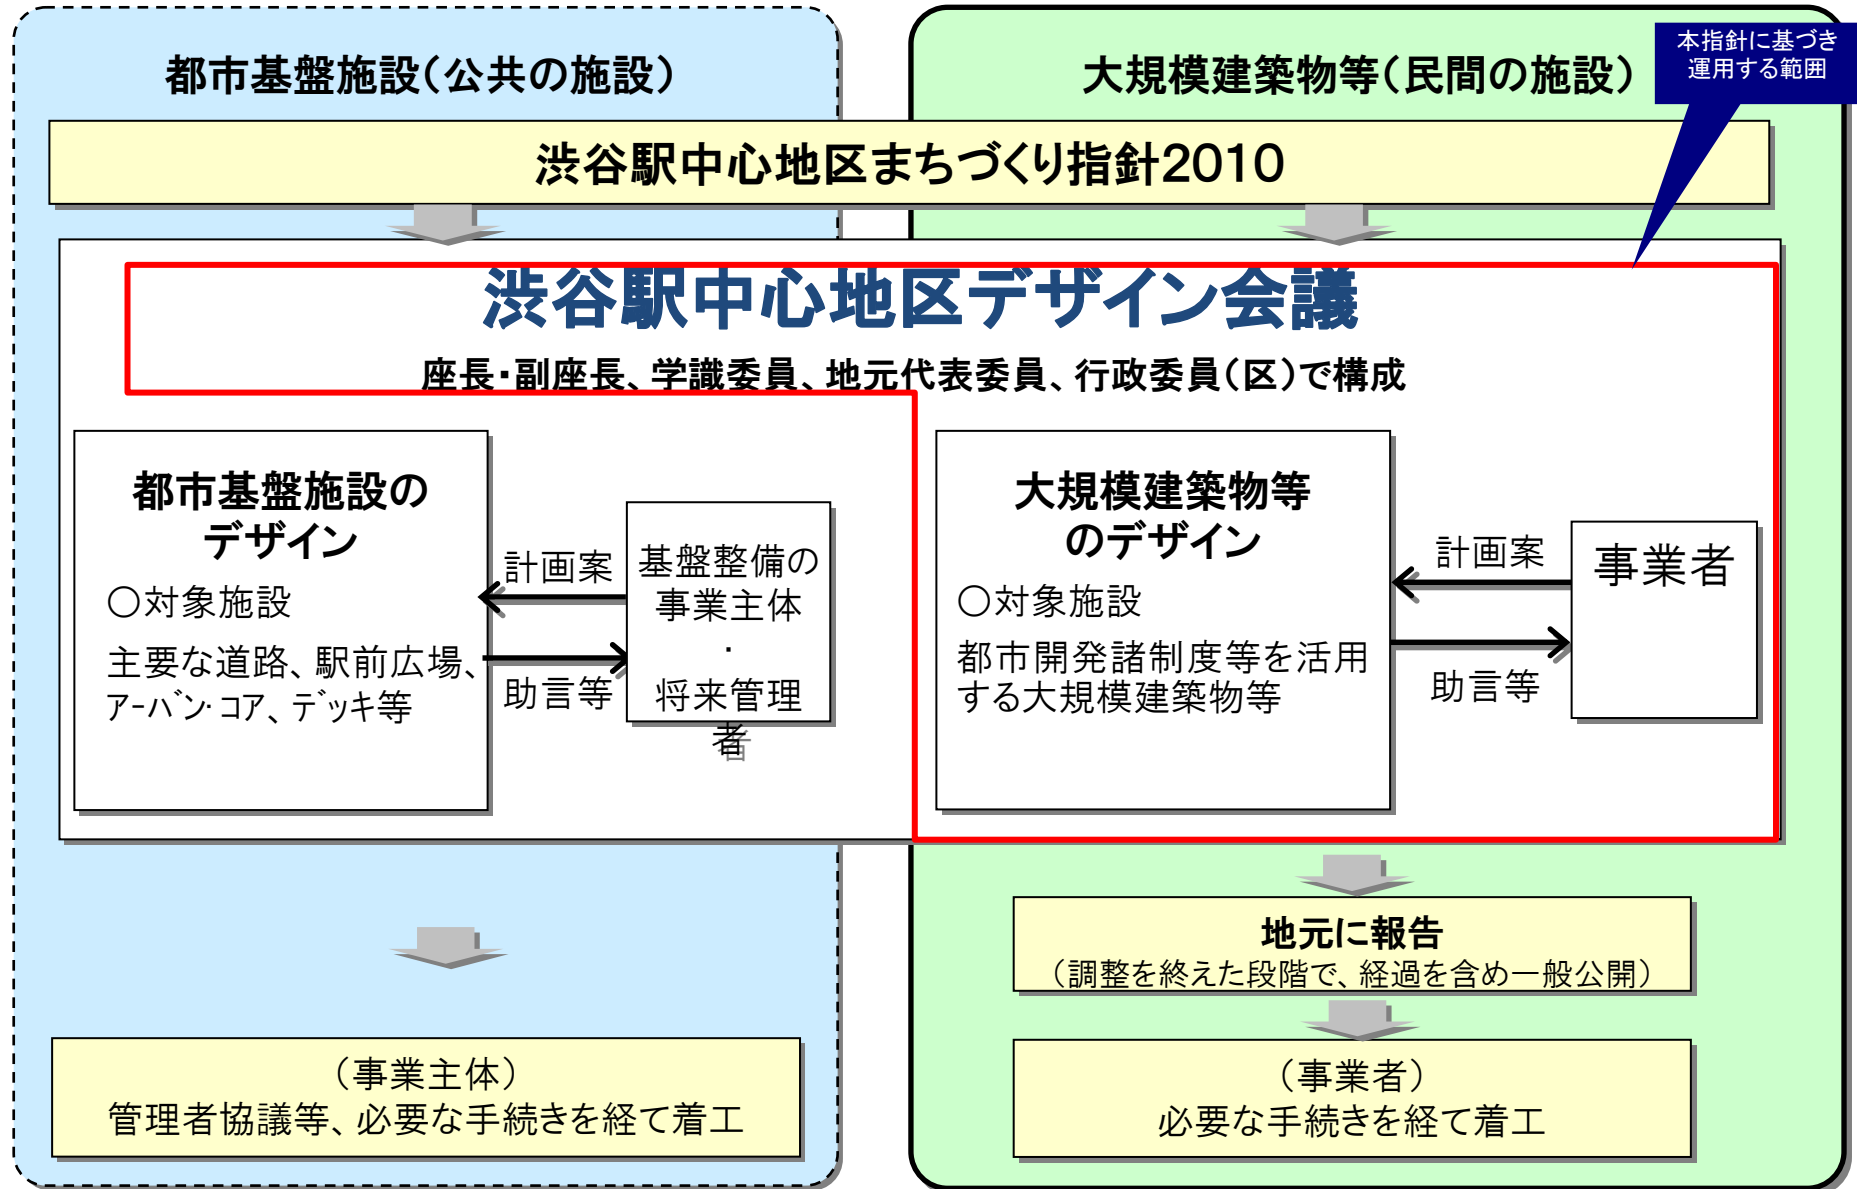 都市基盤施設（公共の施設）
大規模建築物等（民間の施設）
本指針に基づき
運用する範囲
渋谷駅中心地区まちづくり指針2010
渋谷駅中心地区デザイン会議
座長・副座長、学識委員、地元代表委員、行政委員（区）で構成
都市基盤施設の
デザイン
○対象施設
主要な道路、駅前広場、
ｱｰﾊﾞﾝ･ｺｱ、ﾃﾞｯｷ等
計画案
助言等
基盤整備の
事業主体
・
将来管理
者
大規模建築物等
のデザイン
○対象施設
都市開発諸制度等を活用
する大規模建築物等
計画案
助言等
事業者
地元に報告
（調整を終えた段階で、経過を含め一般公開）
（事業主体）
管理者協議等、必要な手続きを経て着工
（事業者）
必要な手続きを経て着工